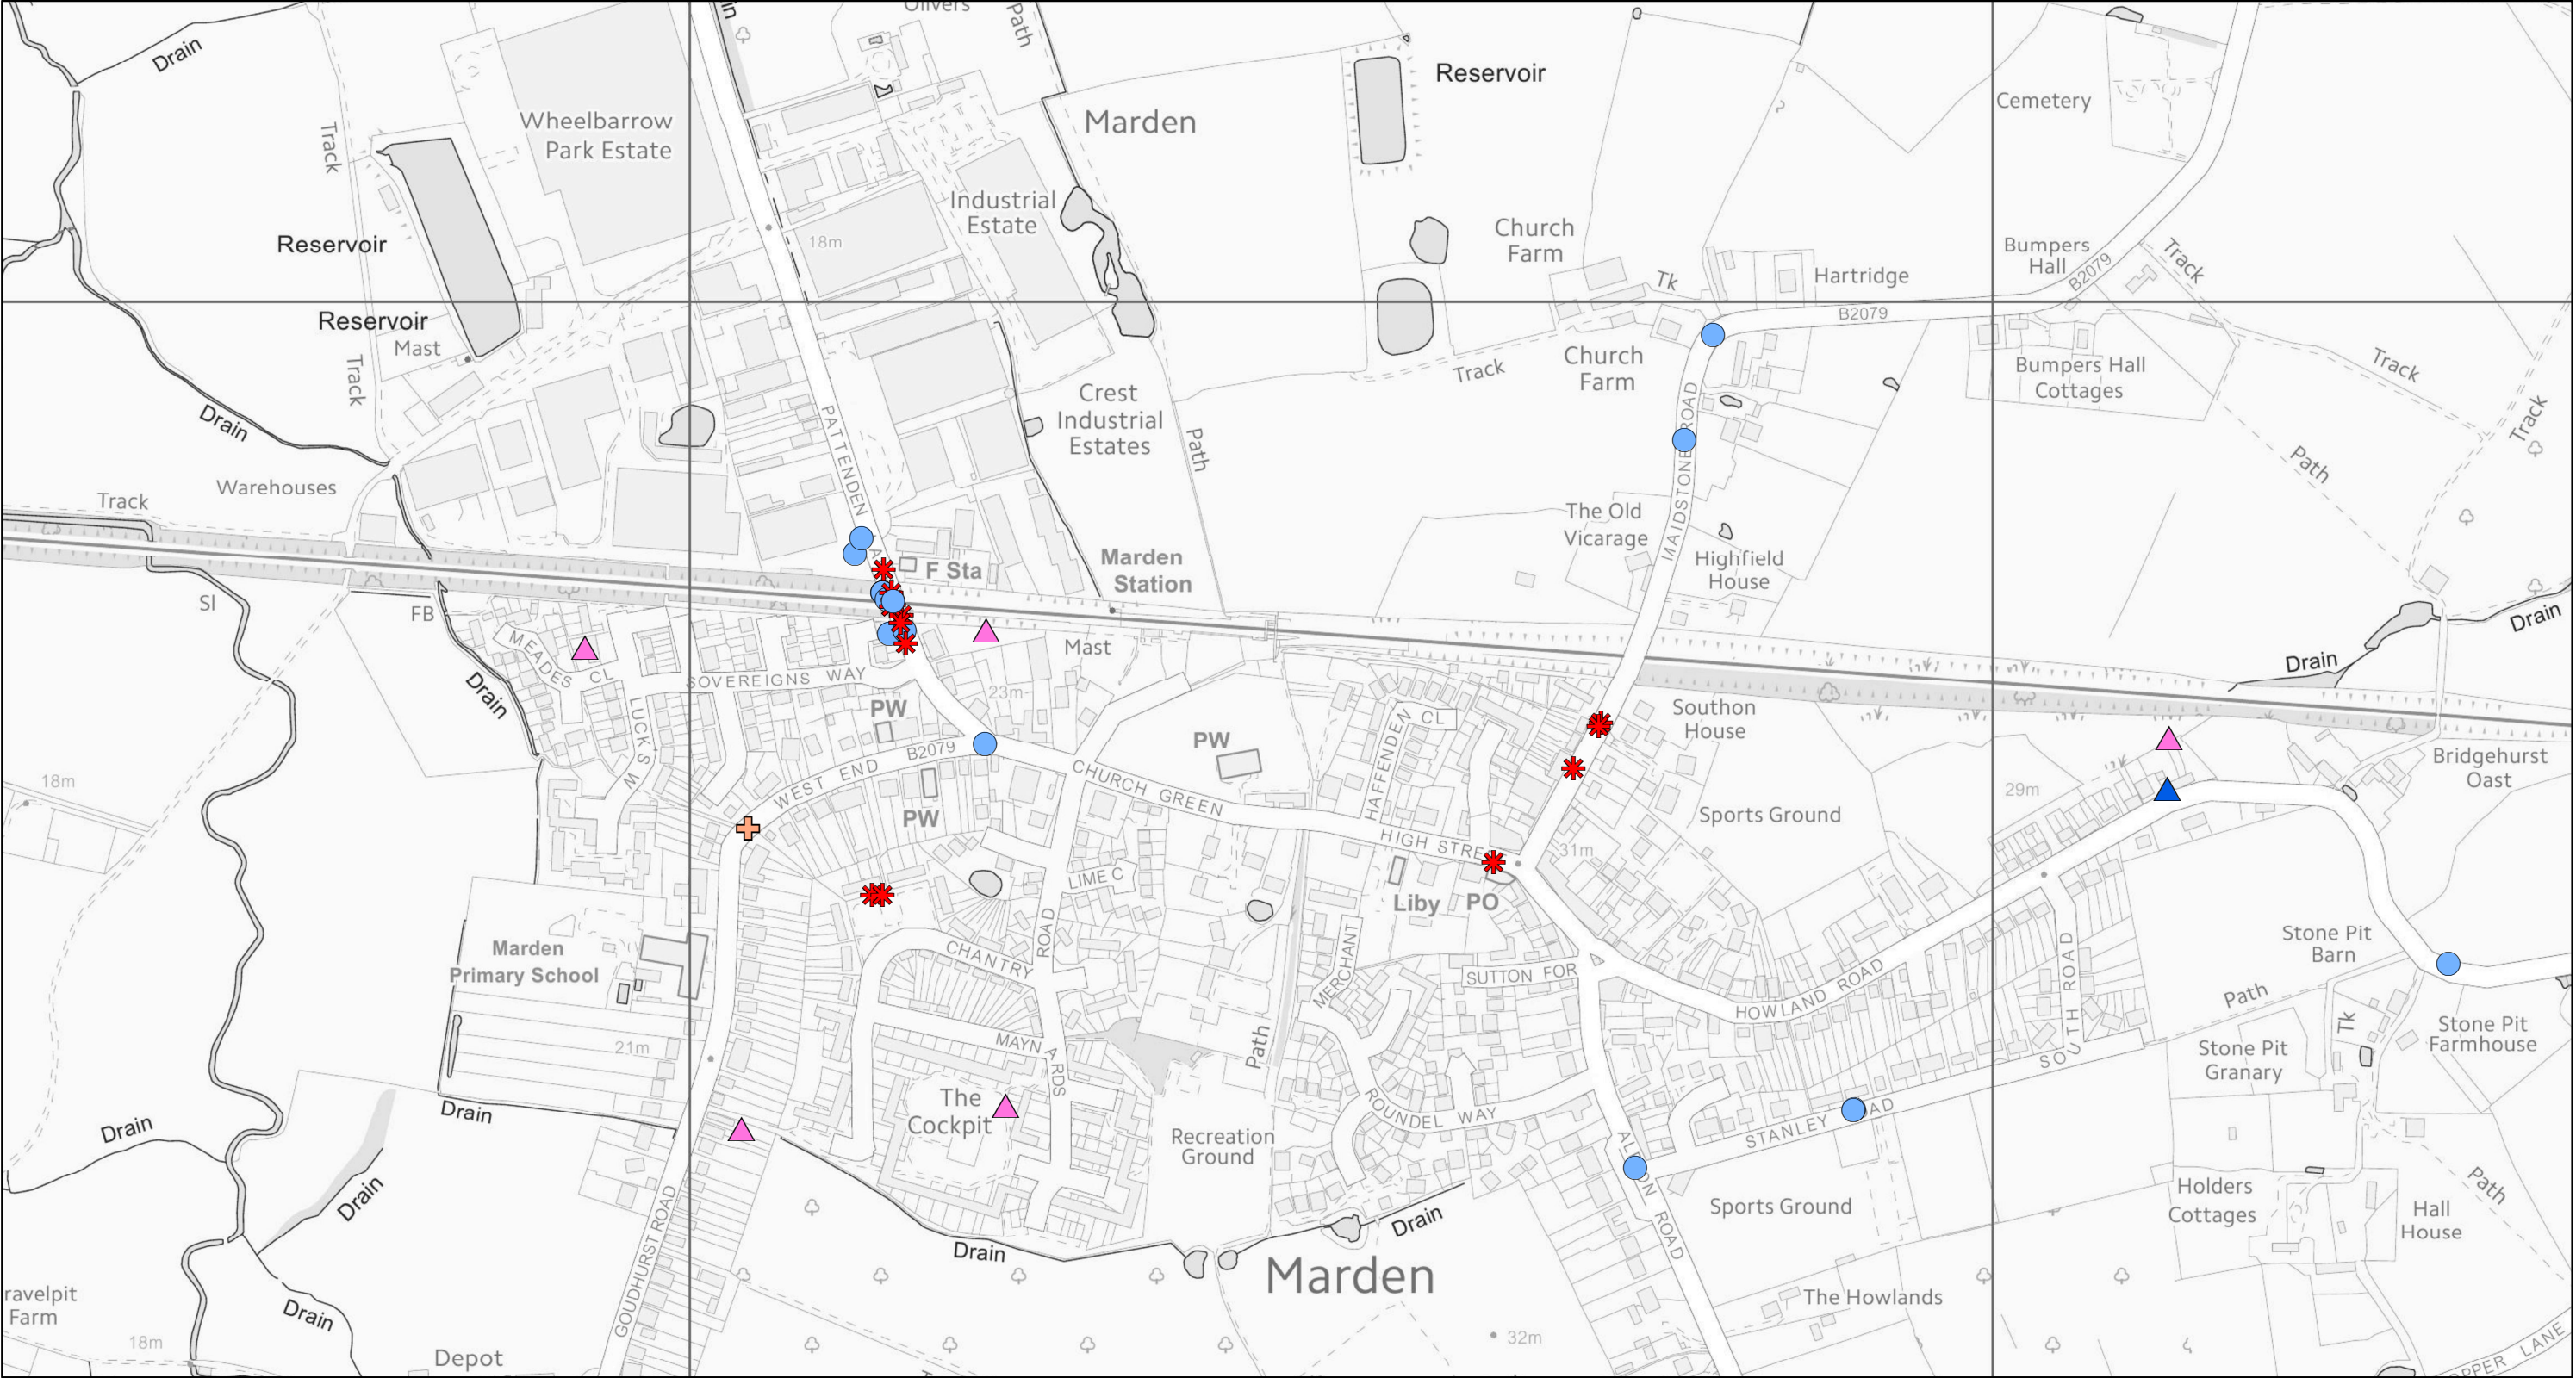 Olivers
Path
Drain
Reservoir
Wheelbarrow
Park Estate
Marden
Cemetery
Track
Industrial
Estate
18m
Reservoir
Church
Farm
Bumpers
Hall
Track
B2079
Tk
Hartridge
Reservoir
Mast
B2079
Track
Church
Farm
Track
Bumpers Hall
Cottages
Track
Track
Drain
PATTENDEN
Crest
Industrial
Estates
Path
MAIDSTONE ROAD
Path
Track
Warehouses
The Old
Vicarage
Highfield
House
F Sta
Marden
Station
SI
FB
Mast
Drain
Drain
MEADES CL
SOVEREIGNS WAY
Drain
LUCK S
23m
PW
HAFFENDEN CL
Southon
House
PW
WEST END B2079
CHURCH GREEN
Bridgehurst
Oast
18m
29m
Sports Ground
PW
HIGH STRE
31m
LIME C
Liby
PO
ROAD
Marden
Primary School
CHANTRY
MERCHANT
SUTTON FOR
HOWLAND ROAD
SOUTH ROAD
Stone Pit
Barn
Path
Tk
Stone Pit
Farmhouse
21m
MAYNARDS
Path
Stone Pit
Granary
SOUTH
The
Cockpit
Drain
Drain
ROUNDEL WAY
STANLEY
AD
Recreation
Ground
Drain
GOUDHURST ROAD
ROAD
Sports Ground
Holders
Cottages
Path
Hall
House
Drain
Drain
Marden
ravelpit
Farm
Drain
The Howlands
18m
32m
Depot
OPPER LANE